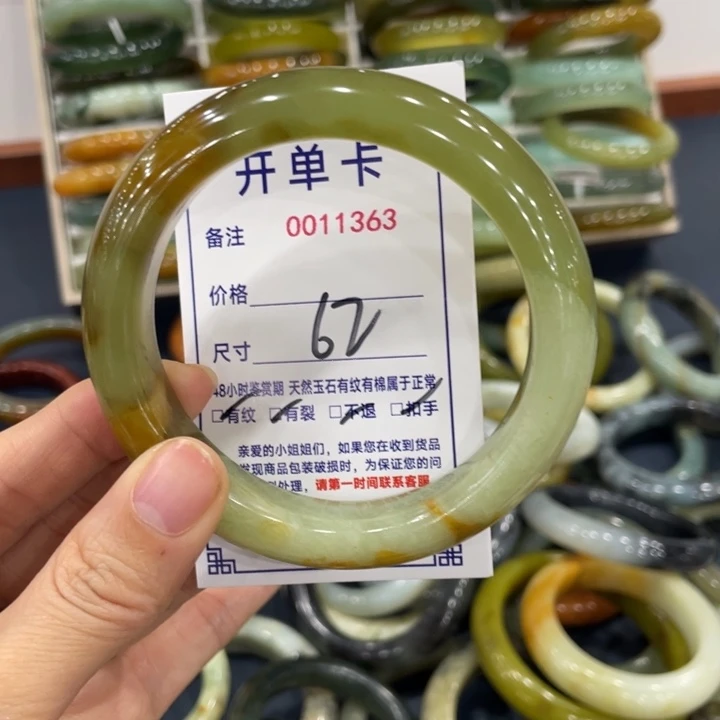 开单卡
备注 0011363
价格
尺寸 62
48小时鉴赏期 天然玉石有纹有棉属于正常
□有纹 □有裂 □不退 □扣手
亲爱的小姐姐们，如果您在收到货品
发现商品包装破损时，为保证您的问
处理，请第一时间联系客服